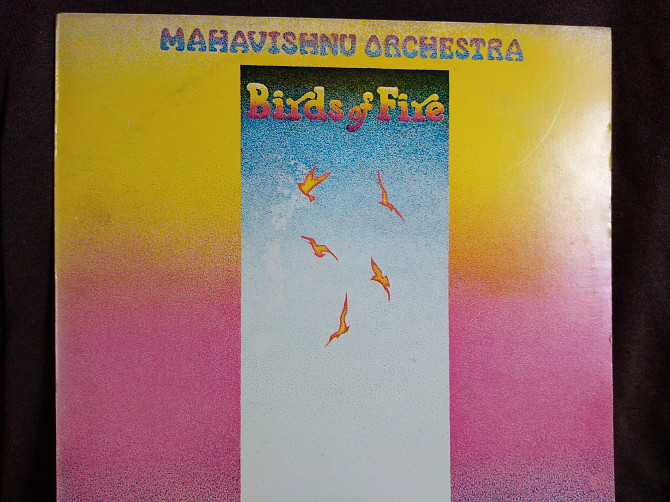 MAHAVISHNU ORCHESTRA
Birds of Fire